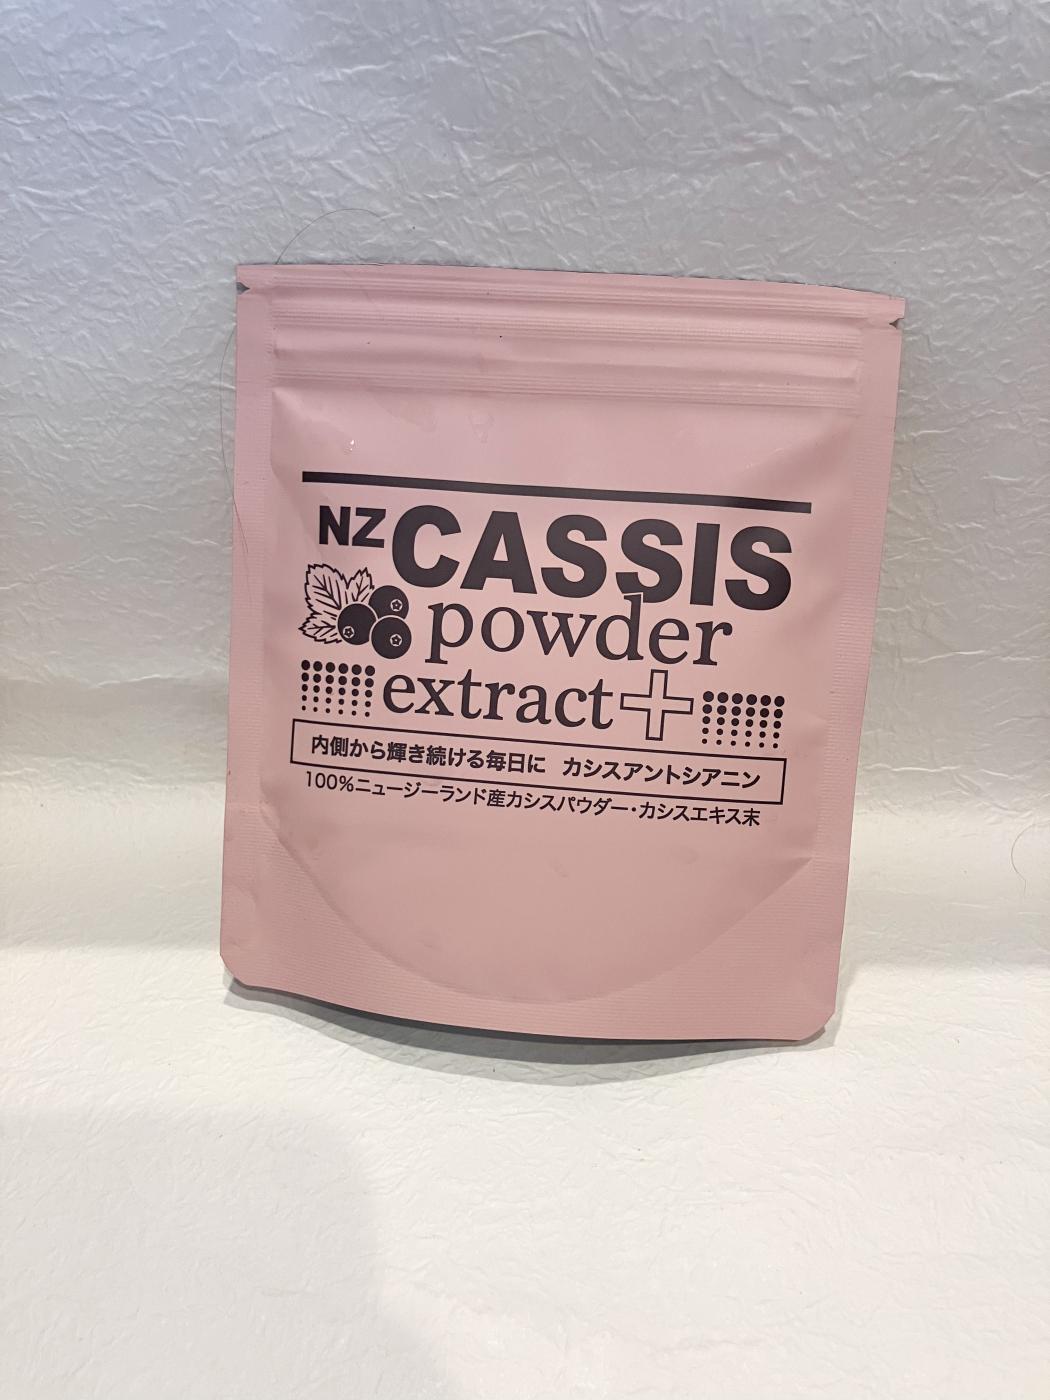 NZ CASSIS
powder
extract+
内側から輝き続ける毎日に カシスアントシアニン
100%ニュージーランド産カシスパウダー・カシスエキス末